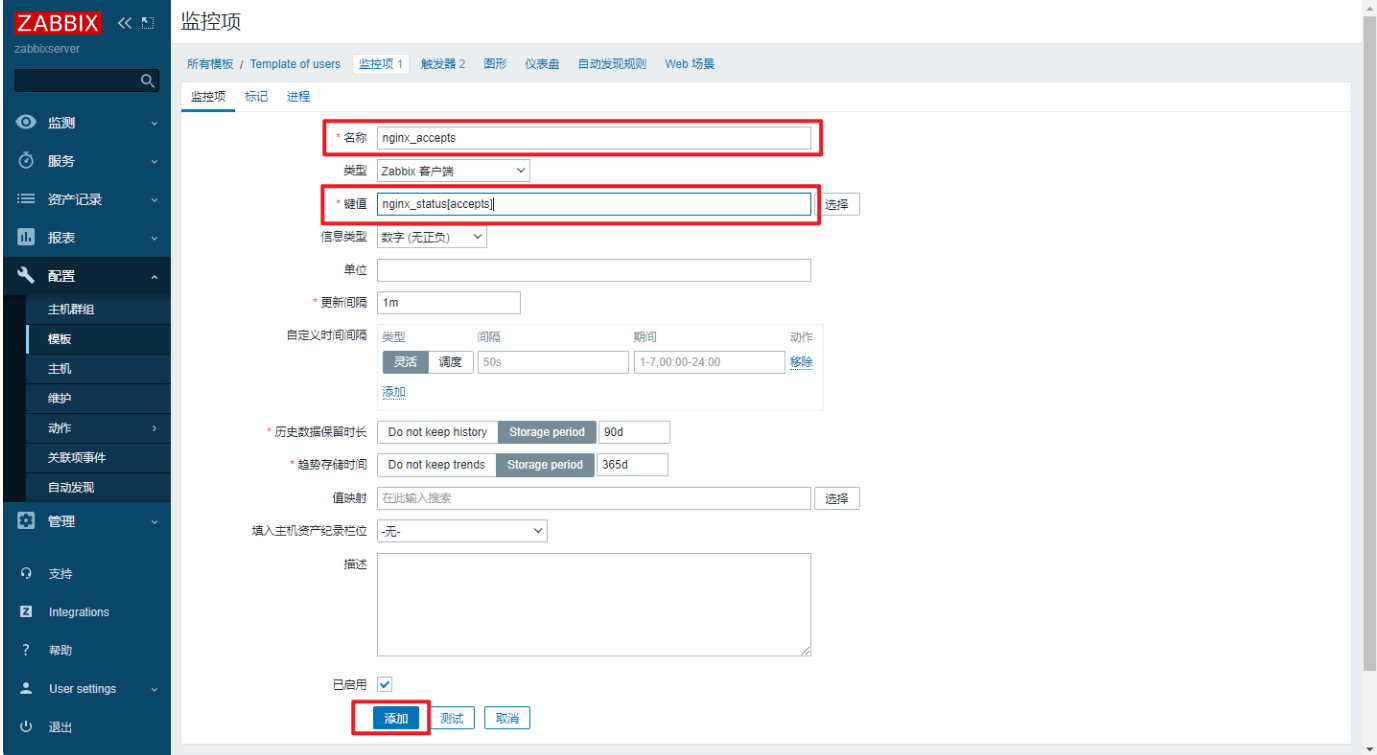 ZABBIX
zabbixserver
监测
服务
资产记录
报表
配置
主机群组
模板
主机
维护
动作
关联项事件
自动发现
管理
支持
Integrations
帮助
User settings
退出
监控项
所有模板 / Template of users 监控项 1 触发器 2 图形 仪表盘 自动发现规则 Web 场景
监控项 标记 进程
* 名称 nginx_accepts
类型 Zabbix 客户端
* 键值 nginx_status[accepts] 选择
信息类型 数字 (无正负)
单位
* 更新间隔 1m
自定义时间间隔 类型 间隔 期间 动作
灵活 调度 50s 1-7,00:00-24:00 移除
添加
* 历史数据保留时长 Do not keep history Storage period 90d
* 趋势存储时间 Do not keep trends Storage period 365d
值映射 在此输入搜索 选择
填入主机资产纪录栏位 -无-
描述
已启用
添加 测试 取消